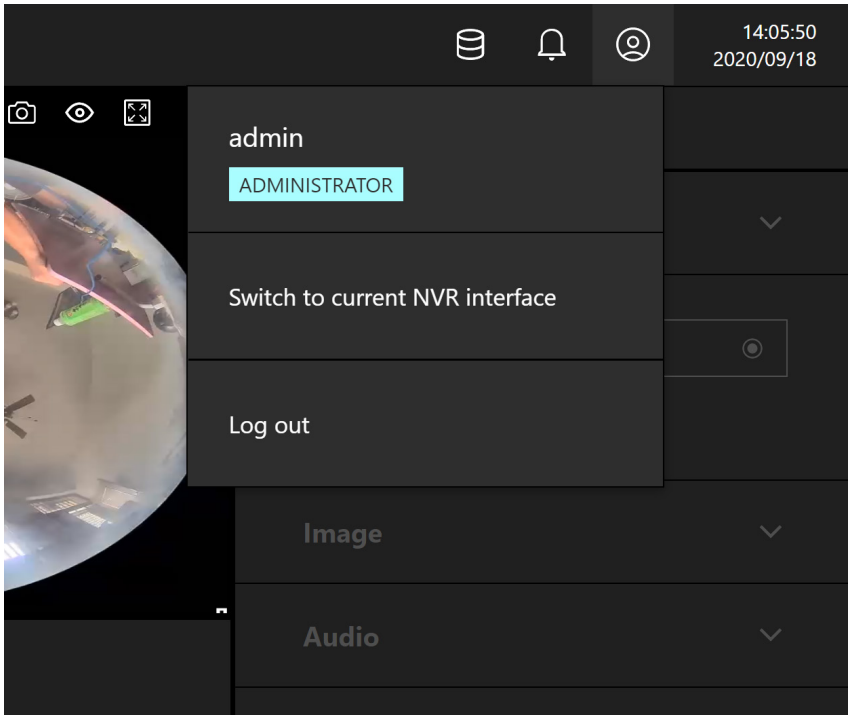 14:05:50
2020/09/18
admin
ADMINISTRATOR
Switch to current NVR interface
Log out
Image
Audio